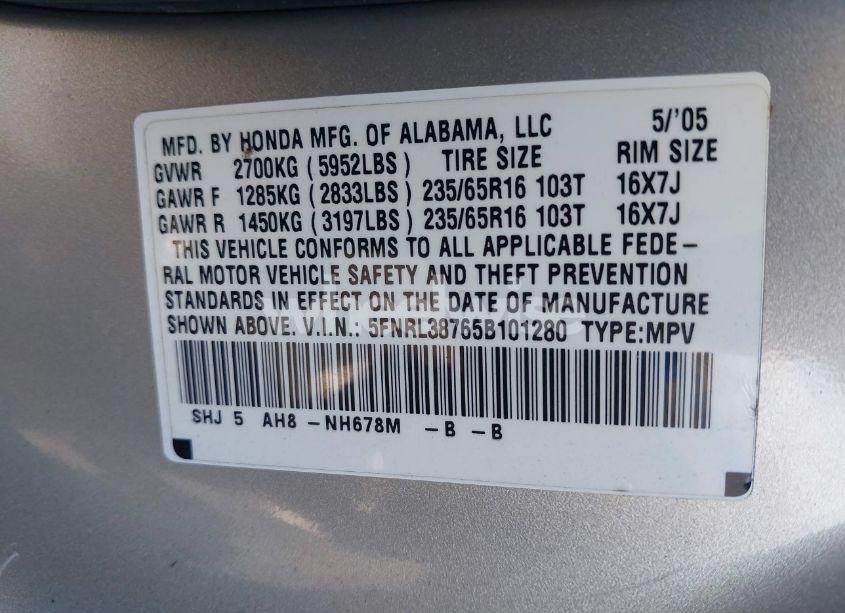 MFD. BY HONDA MFG. OF ALABAMA, LLC 5/'05
GVWR 2700KG (5952LBS) TIRE SIZE RIM SIZE
GAWR F 1285KG (2833LBS) 235/65R16 103T 16X7J
GAWR R 1450KG (3197LBS) 235/65R16 103T 16X7J
THIS VEHICLE CONFORMS TO ALL APPLICABLE FEDE-
RAL MOTOR VEHICLE SAFETY AND THEFT PREVENTION
STANDARDS IN EFFECT ON THE DATE OF MANUFACTURE
SHOWN ABOVE. V.I.N.: 5FNRL38765B101280 TYPE:MPV
SHJ 5 AH8 -NH678M -B -B